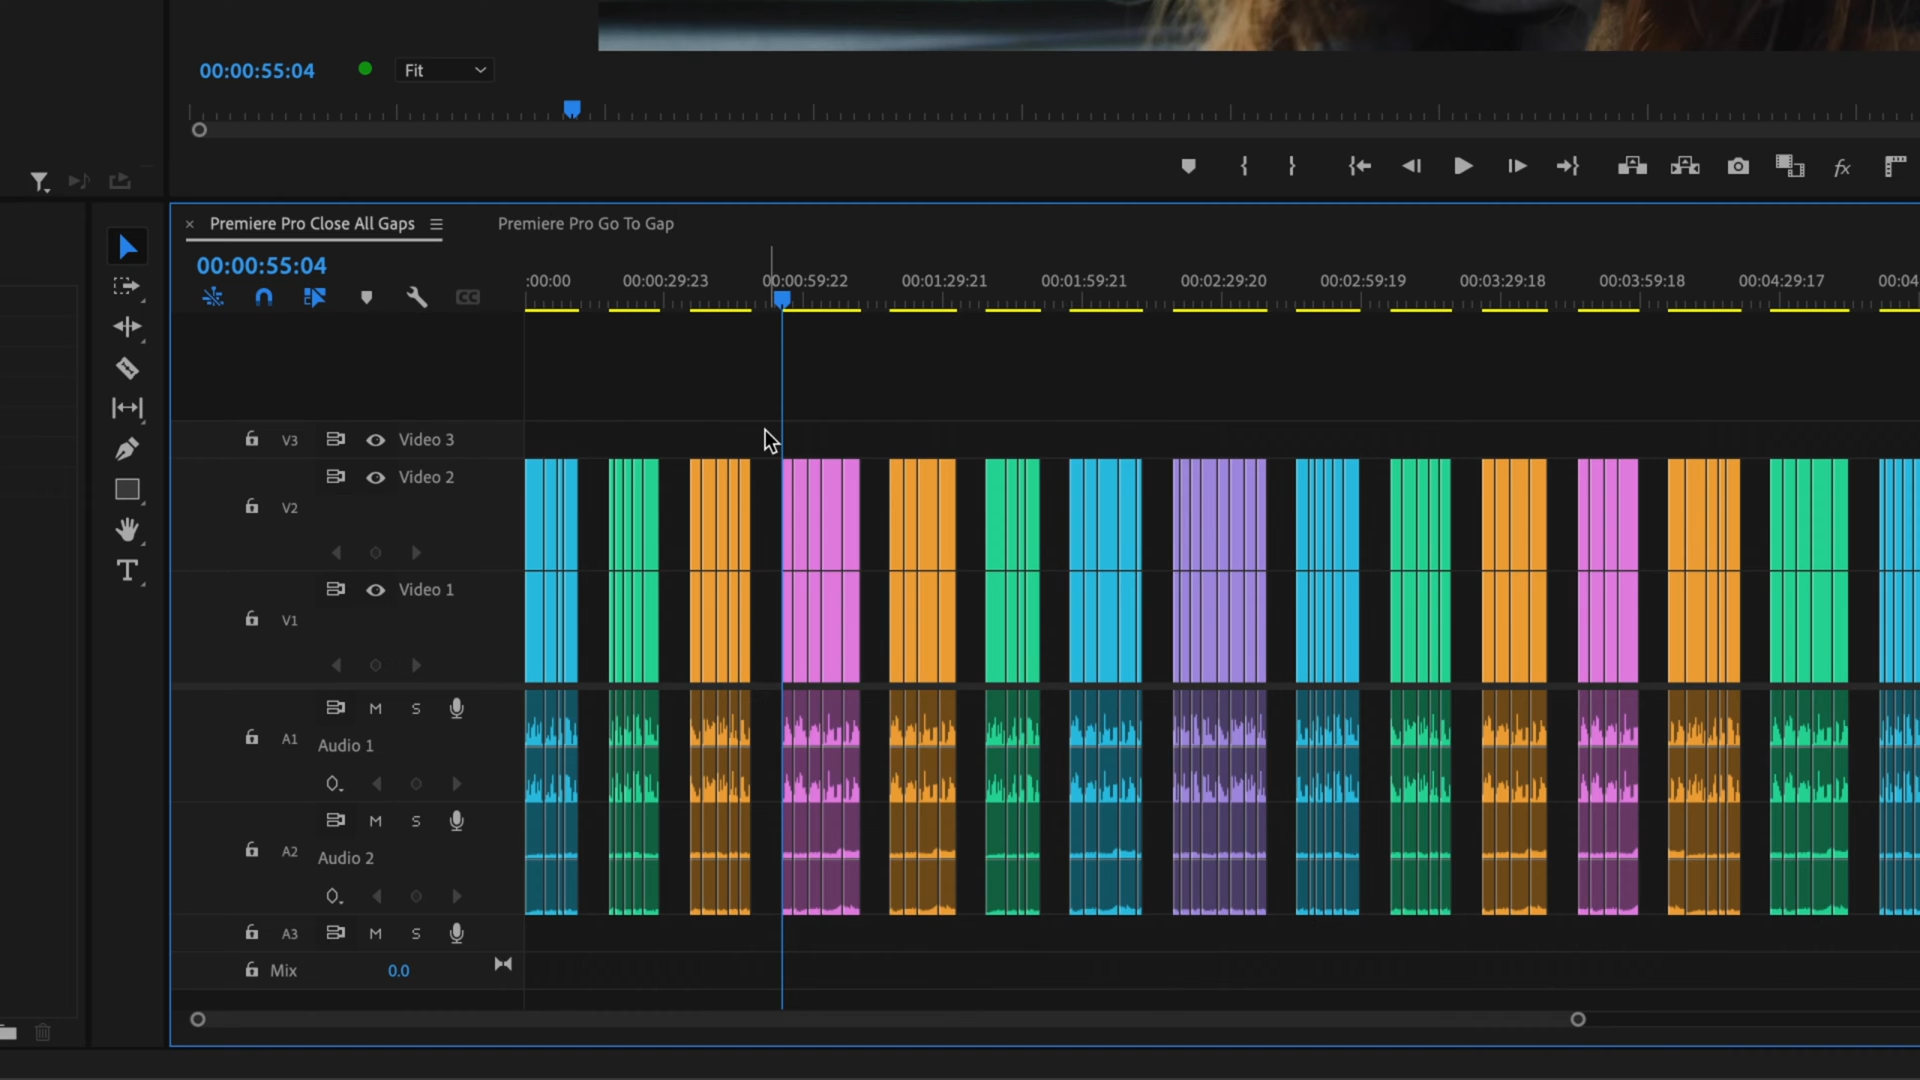 00:00:55:04 Fit
fx
Premiere Pro Close All Gaps Premiere Pro Go To Gap
00:00:55:04
:00:00 00:00:29:23 00:00:59:22 00:01:29:21 00:01:59:21 00:02:29:20 00:02:59:19 00:03:29:18 00:03:59:18 00:04:29:17 00:04
CC
V3 Video 3
Video 2
V2
Video 1
V1
M S
A1
Audio 1
M S
A2
Audio 2
A3 M S
Mix 0.0
T